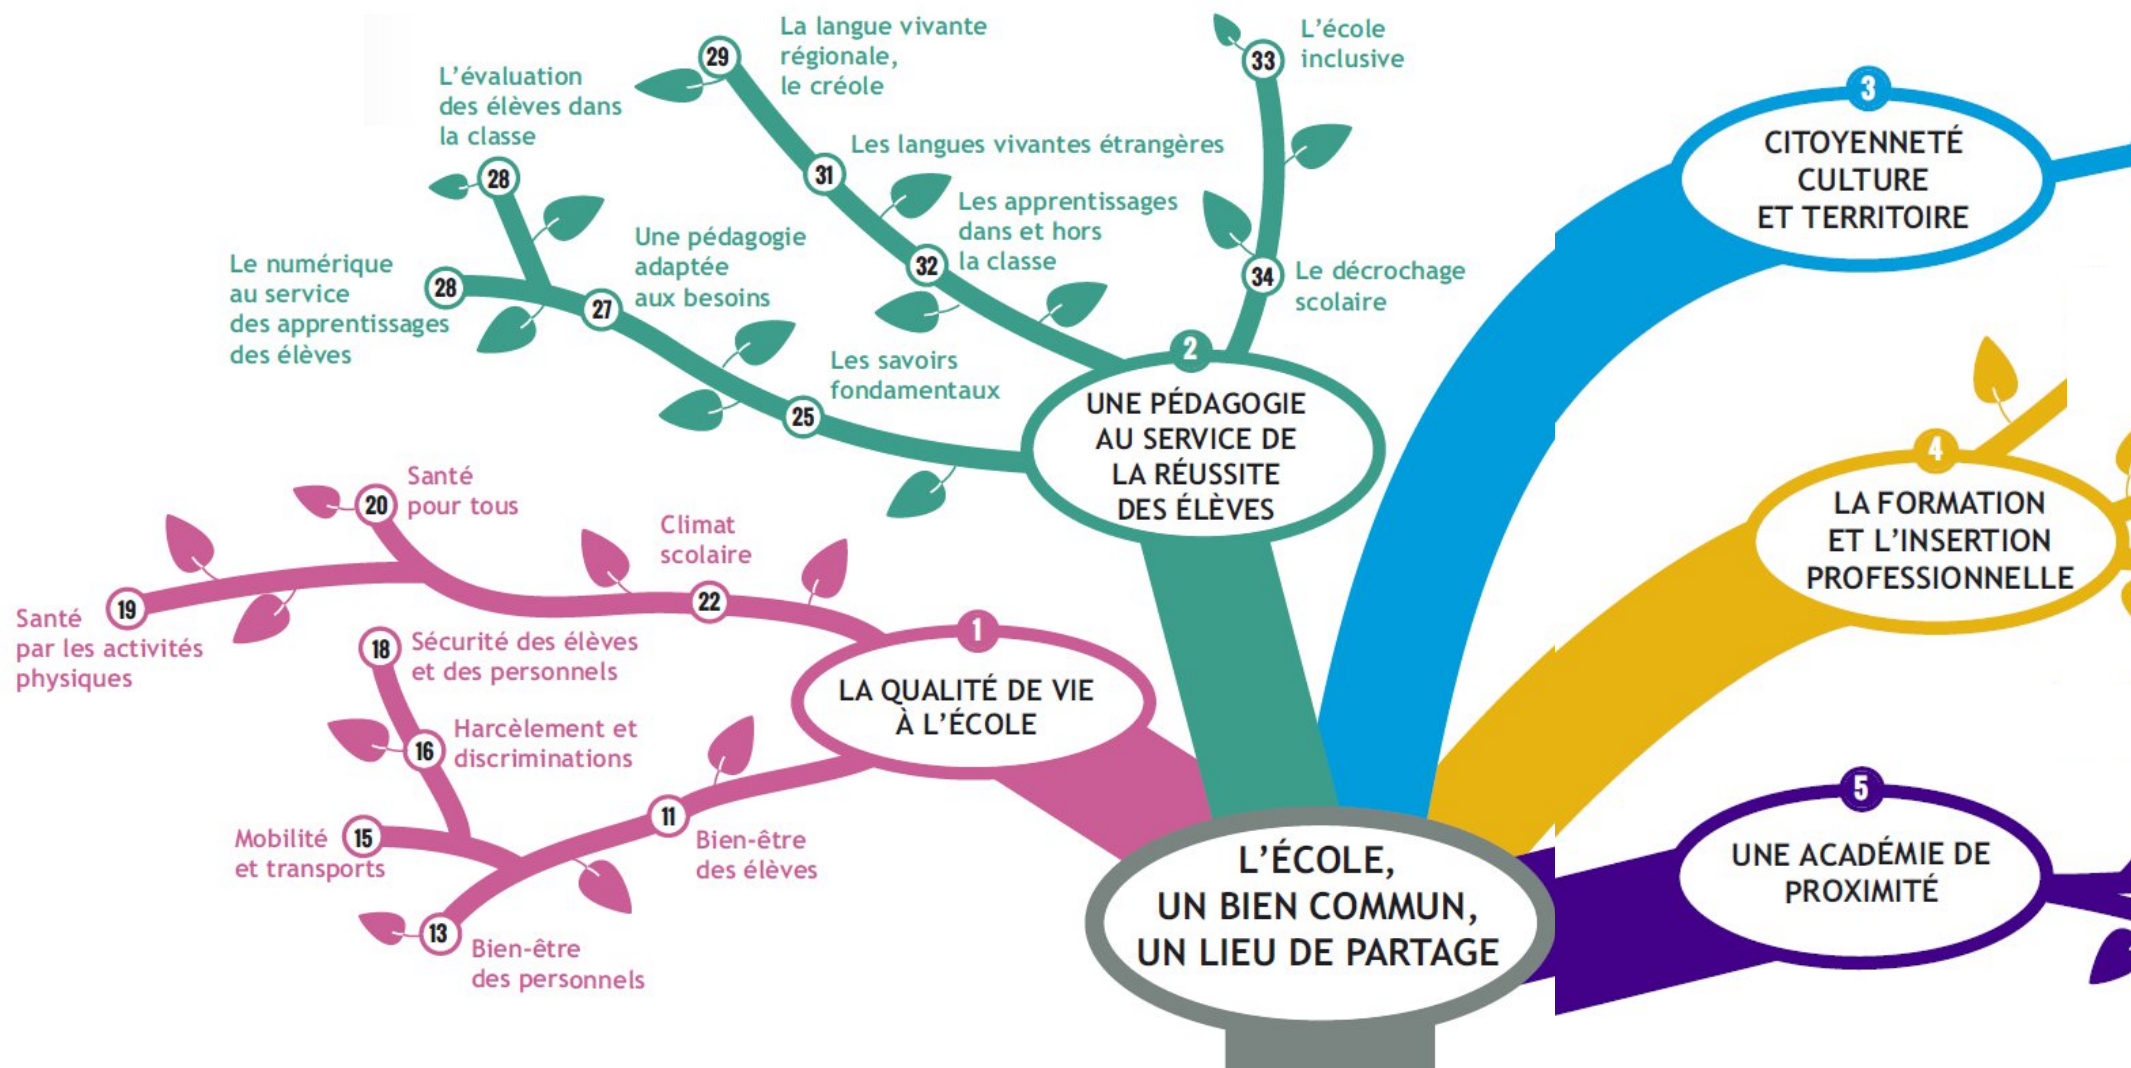 29
La langue vivante
régionale,
le créole
33
L'école
inclusive
28
L'évaluation
des élèves dans
la classe
31
Les langues vivantes étrangères
32
Les apprentissages
dans et hors
la classe
34
Le décrochage
scolaire
28
Le numérique
au service
des apprentissages
des élèves
27
Une pédagogie
adaptée
aux besoins
25
Les savoirs
fondamentaux
2
UNE PÉDAGOGIE
AU SERVICE DE
LA RÉUSSITE
DES ÉLÈVES
3
CITOYENNETÉ
CULTURE
ET TERRITOIRE
4
LA FORMATION
ET L'INSERTION
PROFESSIONNELLE
20
Santé
pour tous
22
Climat
scolaire
19
Santé
par les activités
physiques
18
Sécurité des élèves
et des personnels
16
Harcèlement et
discriminations
15
Mobilité
et transports
11
Bien-être
des élèves
13
Bien-être
des personnels
1
LA QUALITÉ DE VIE
À L'ÉCOLE
5
UNE ACADÉMIE DE
PROXIMITÉ
L'ÉCOLE,
UN BIEN COMMUN,
UN LIEU DE PARTAGE